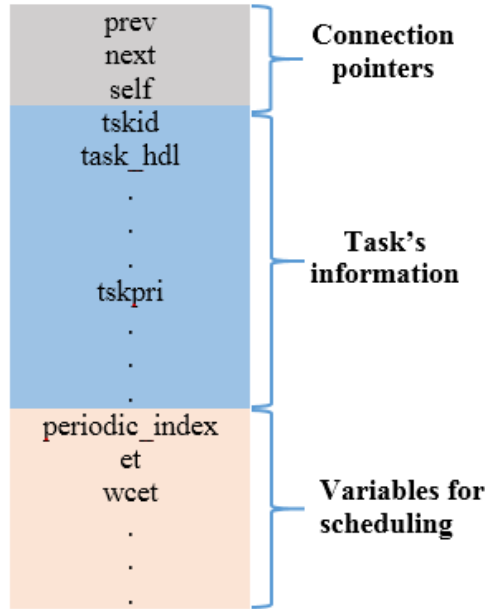 prev
next
self
Connection
pointers
tskid
task_hdl
.
.
.
tskpri
.
.
.
Task's
information
periodic_index
et
wcet
.
.
.
Variables for
scheduling